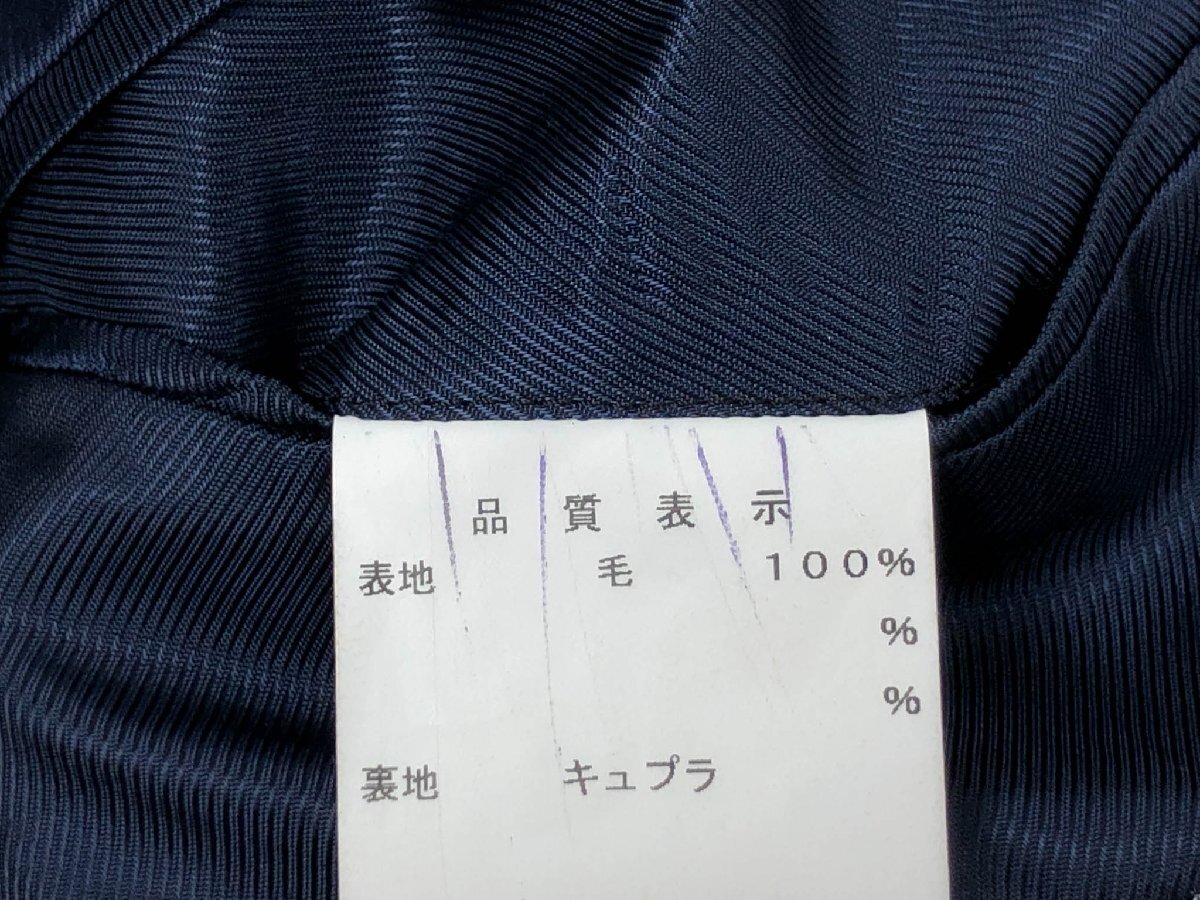 品質表示
表地 毛 １００％
％
％
裏地 キュプラ